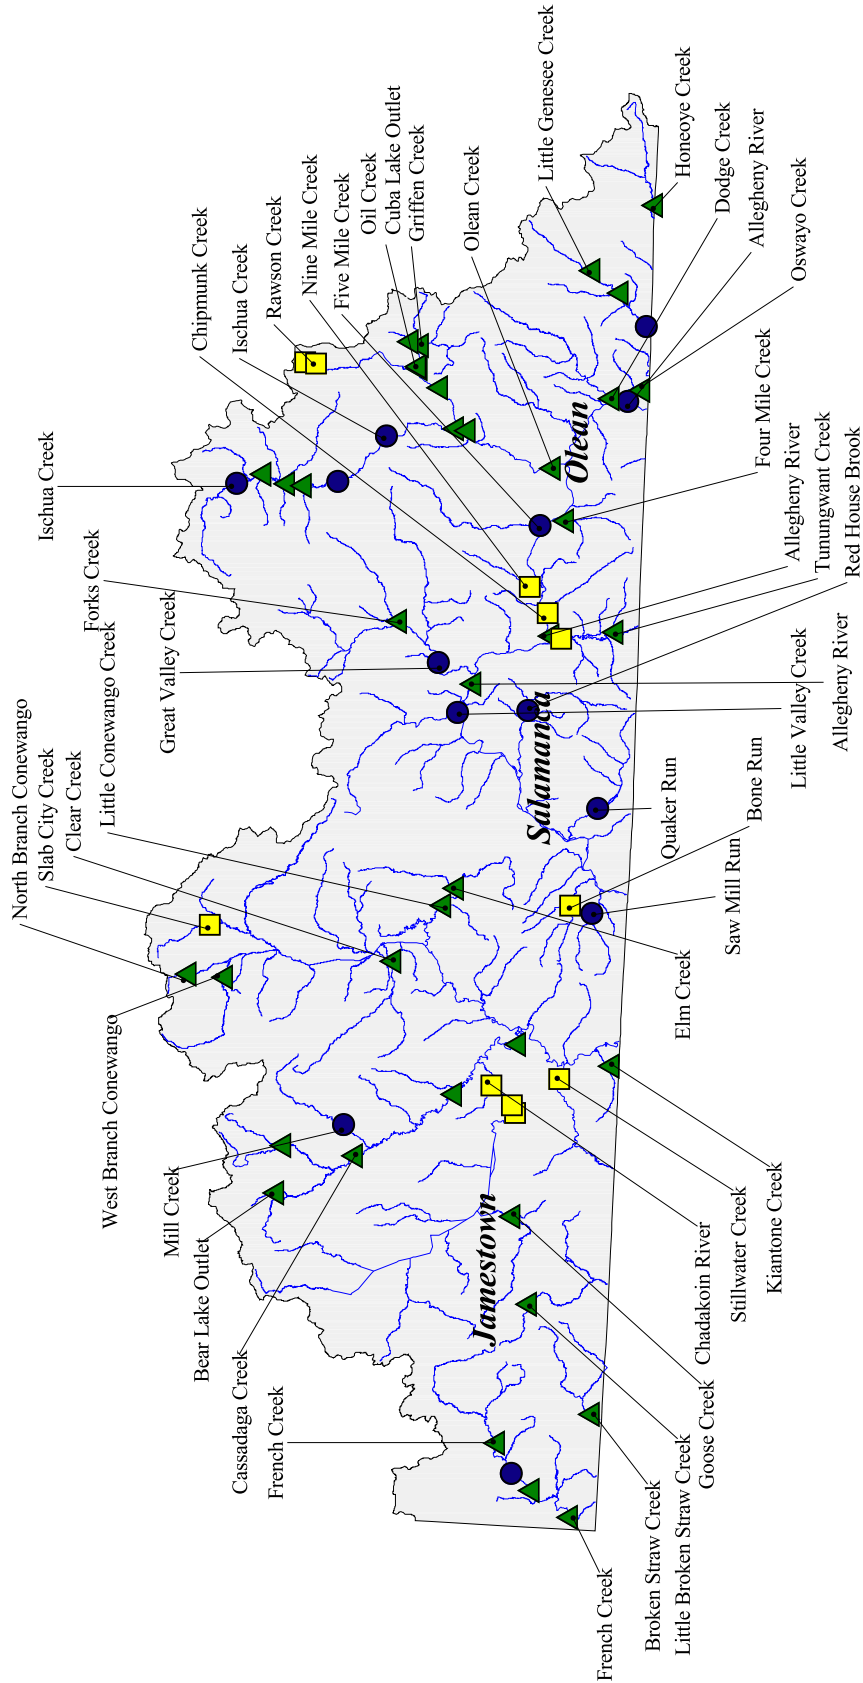 North Branch Conewango
Slab City Creek
Clear Creek
Little Conewango Creek
Forks Creek
Great Valley Creek
Ischua Creek
Chipmunk Creek
Ischua Creek
Rawson Creek
Nine Mile Creek
Five Mile Creek
Oil Creek
Cuba Lake Outlet
Griffen Creek
Olean Creek
Little Genesee Creek
Honeoye Creek
Dodge Creek
Allegheny River
Oswayo Creek
Four Mile Creek
Allegheny River
Tunungwant Creek
Red House Brook
Allegheny River
Little Valley Creek
Quaker Run
Bone Run
Saw Mill Run
Elm Creek
Kiantone Creek
Stillwater Creek
Chadakoin River
Goose Creek
Little Broken Straw Creek
Broken Straw Creek
French Creek
French Creek
Cassadaga Creek
Bear Lake Outlet
Mill Creek
West Branch Conewango
Jamestown
Salamanca
Olean